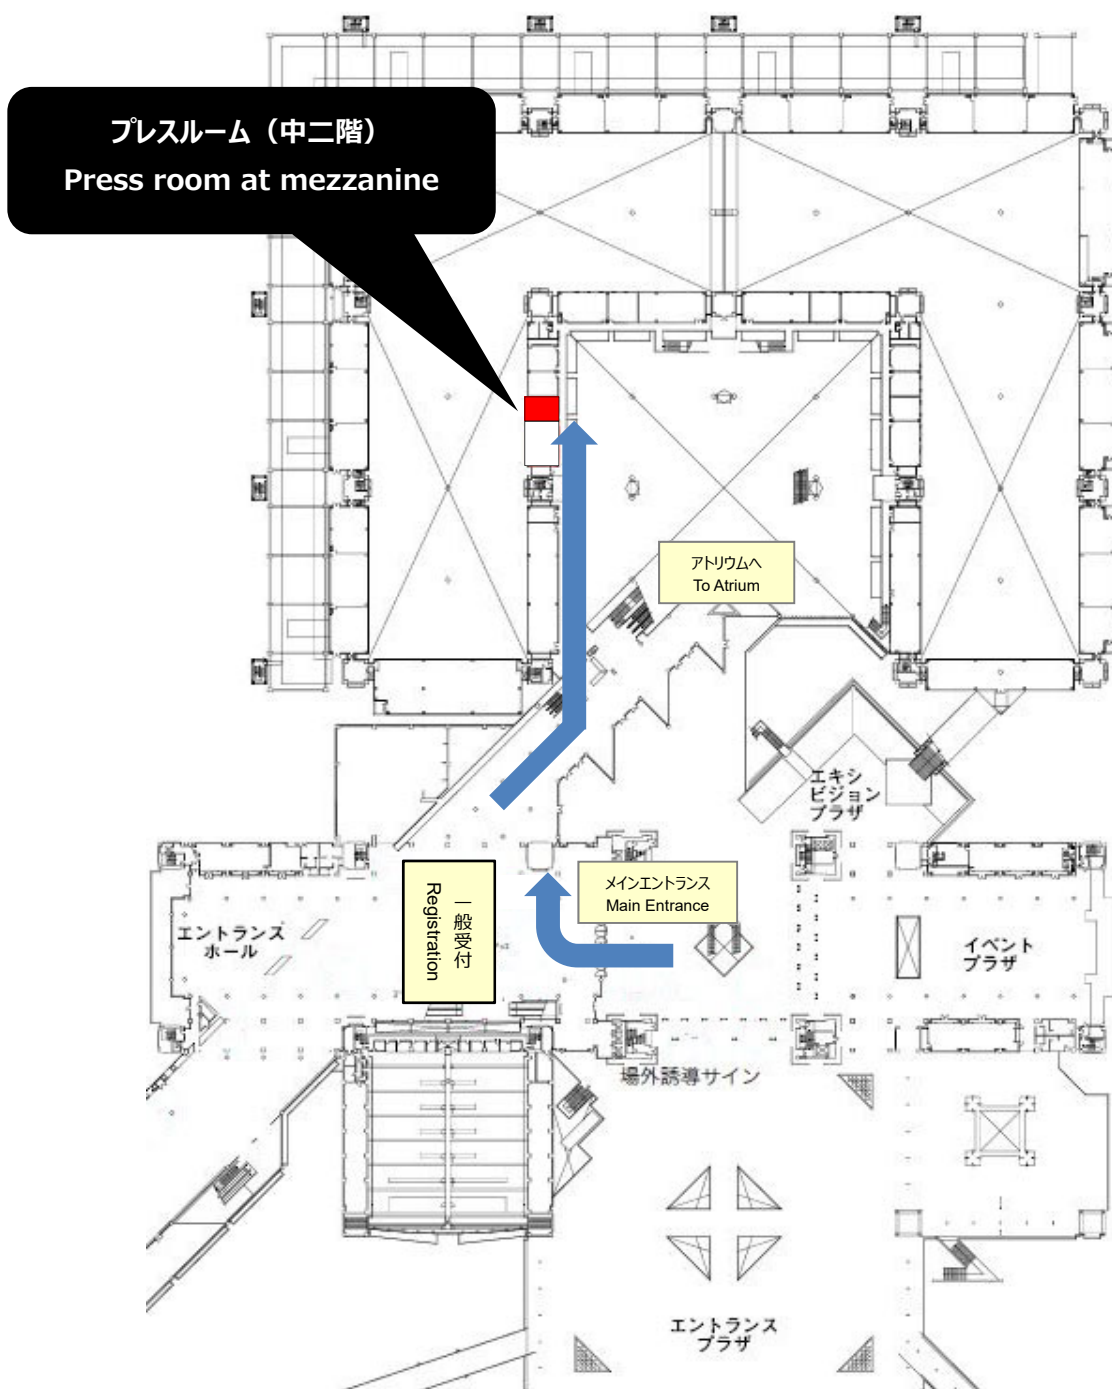 プレスルーム（中二階）
Press room at mezzanine
アトリウムへ
To Atrium
エキシ
ビジョン
プラザ
メインエントランス
Main Entrance
一般受付
Registration
エントランス
ホール
イベント
プラザ
場外誘導サイン
エントランス
プラザ